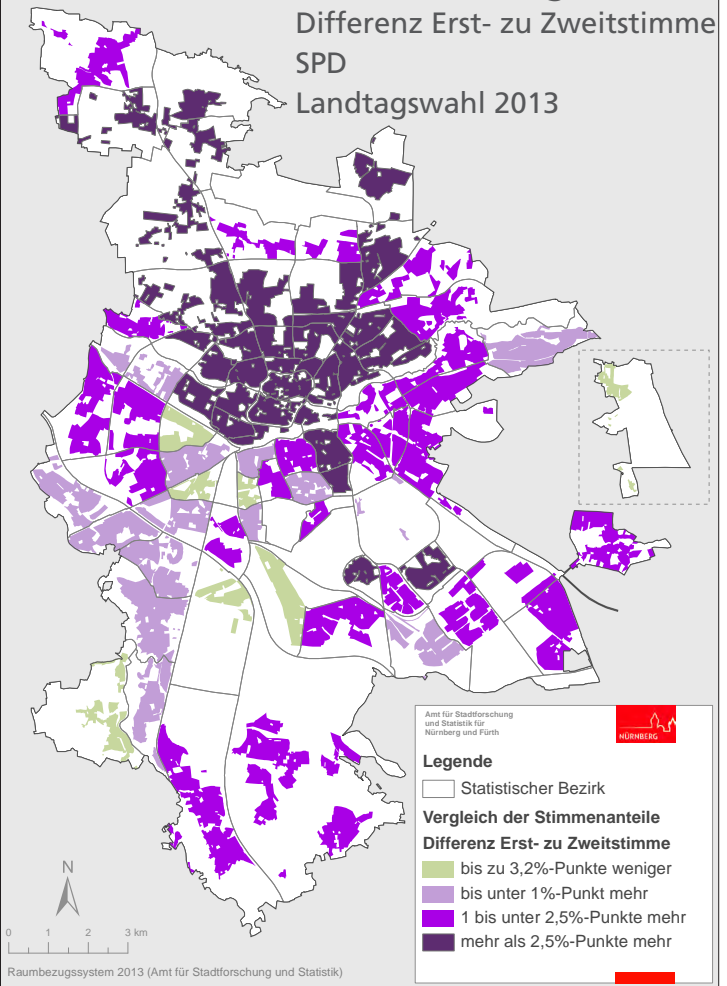 Differenz Erst- zu Zweitstimme
SPD
Landtagswahl 2013
Amt für Stadtforschung
und Statistik für
Nürnberg und Fürth
NÜRNBERG
Legende
Statistischer Bezirk
Vergleich der Stimmenanteile
Differenz Erst- zu Zweitstimme
bis zu 3,2%-Punkte weniger
bis unter 1%-Punkt mehr
1 bis unter 2,5%-Punkte mehr
mehr als 2,5%-Punkte mehr
N
0 1 2 3 km
Raumbezugssystem 2013 (Amt für Stadtforschung und Statistik)